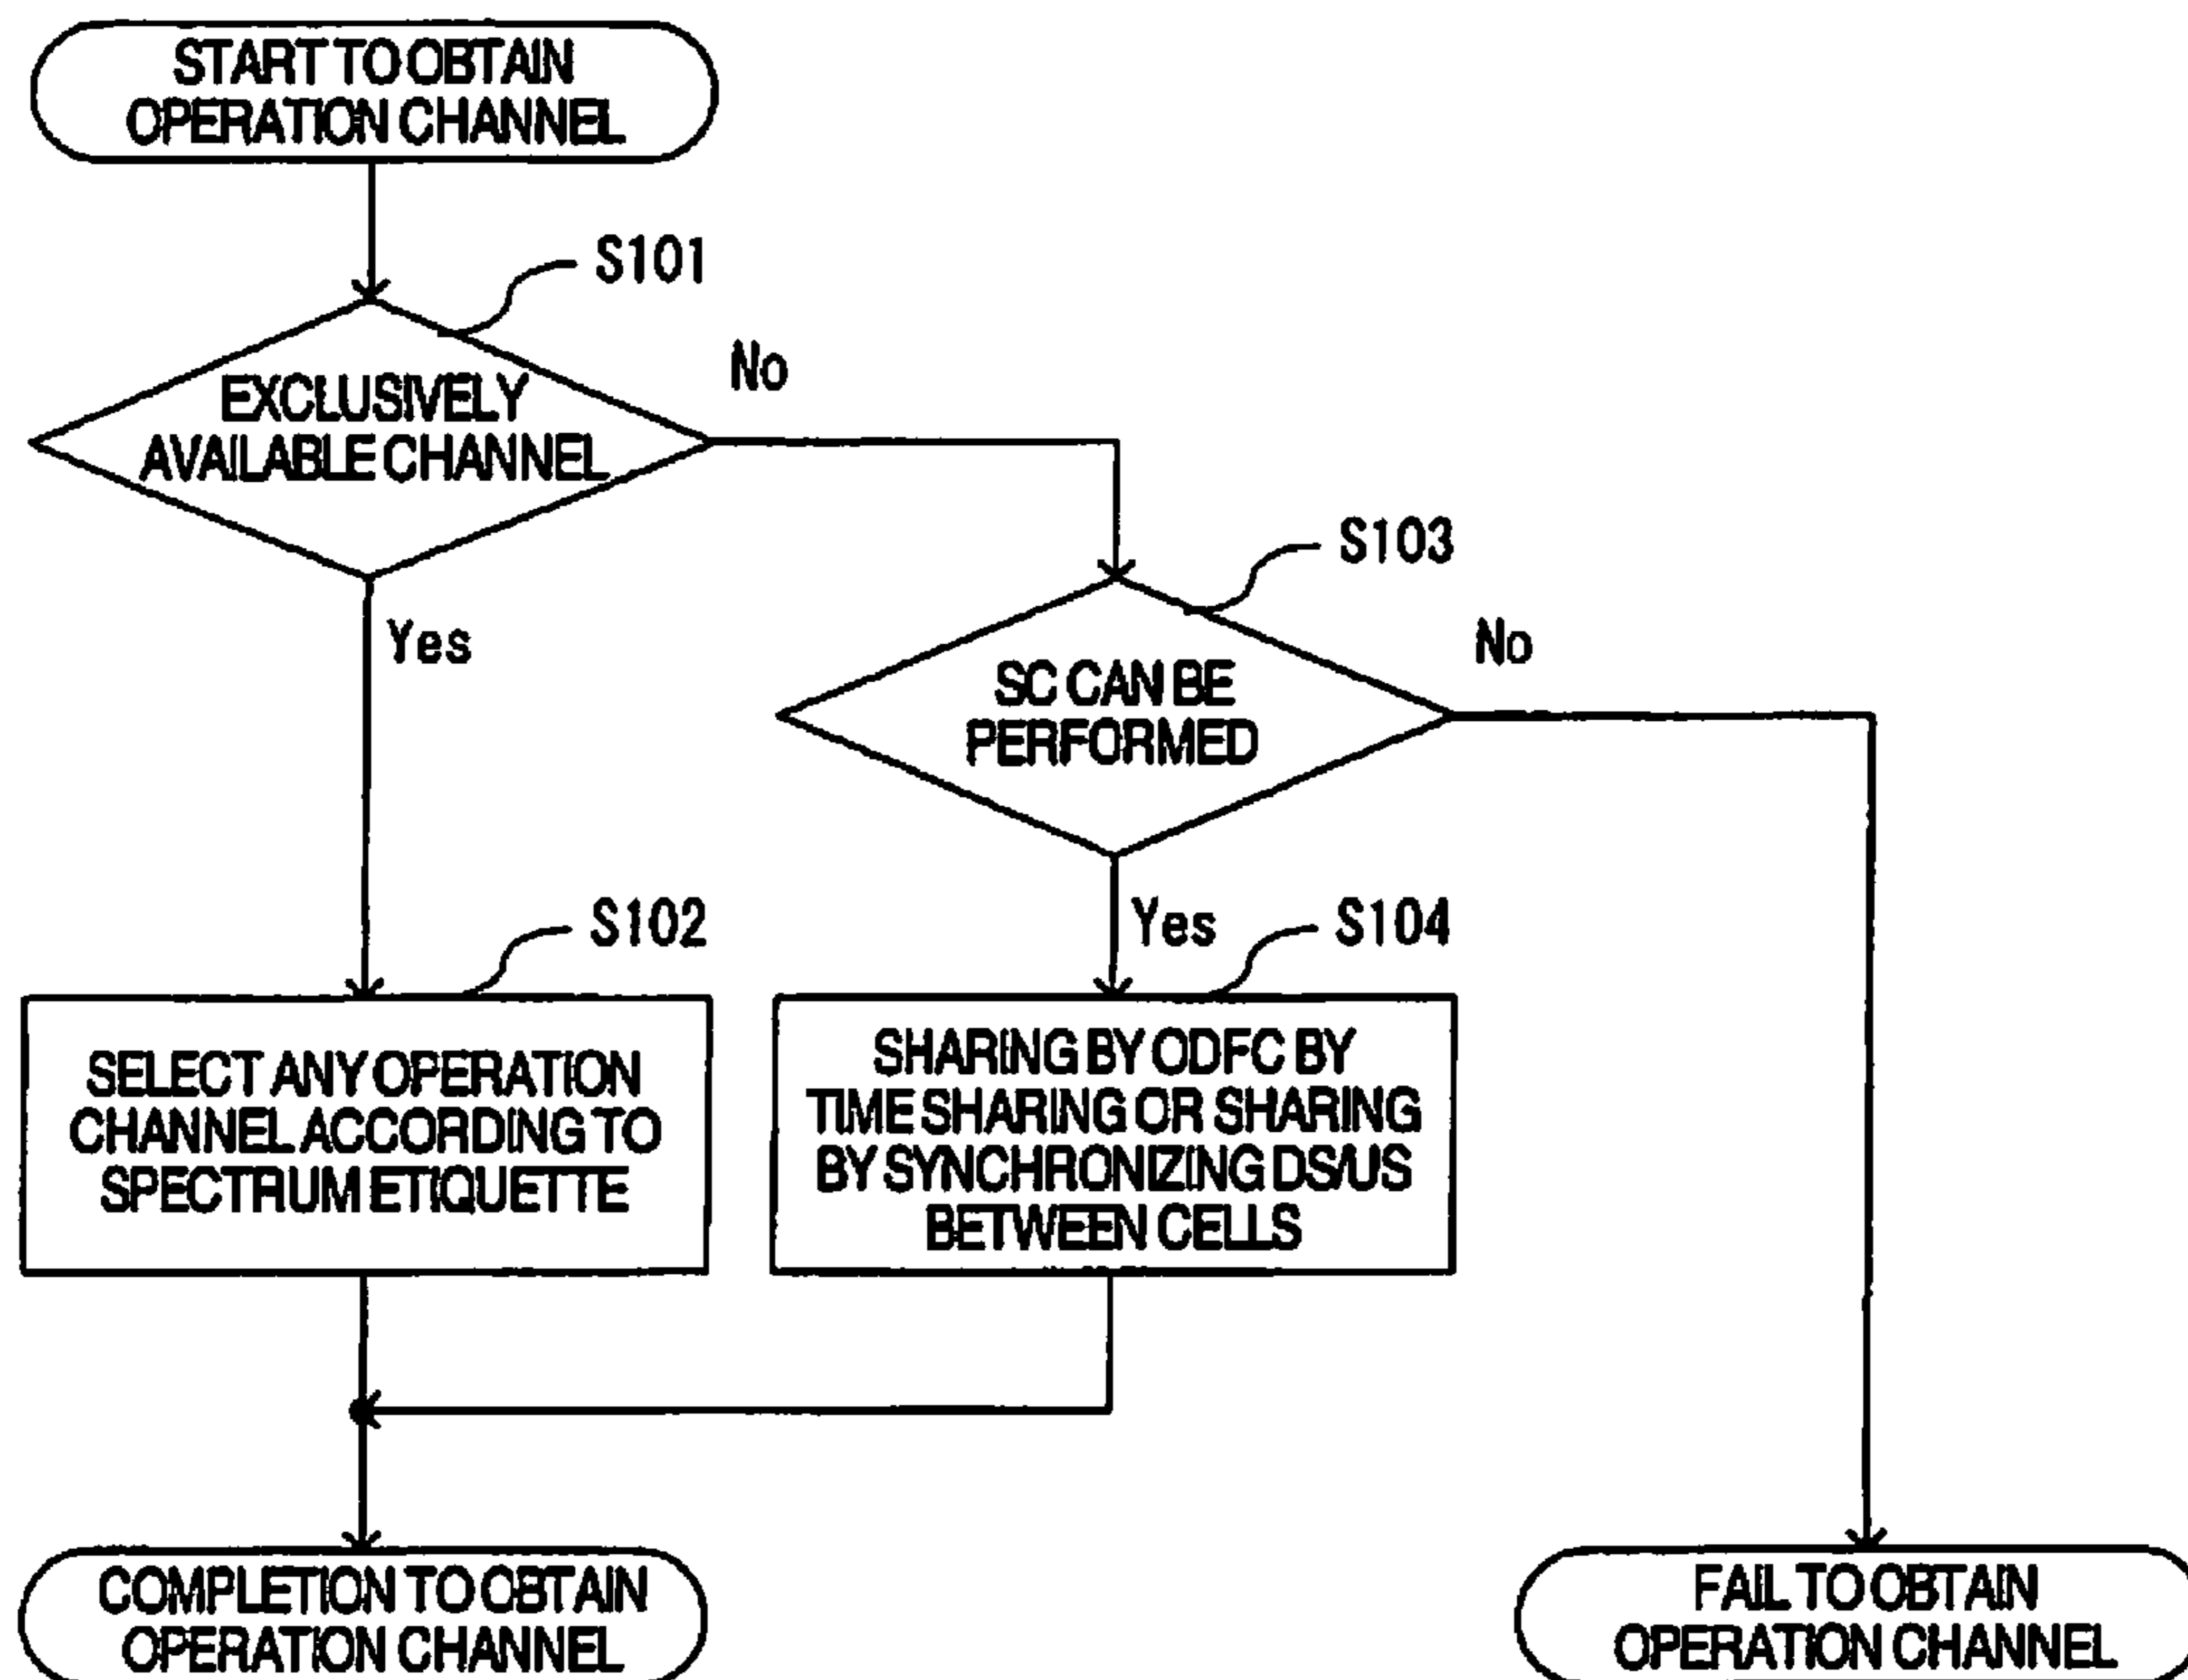 START TO OBTAIN
OPERATION CHANNEL
S101
EXCLUSIVELY
AVAILABLE CHANNEL
No
Yes
S103
SC CAN BE
PERFORMED
No
Yes
S102
SELECT ANY OPERATION
CHANNEL ACCORDING TO
SPECTRUM ETIQUETTE
S104
SHARING BY ODFC BY
TIME SHARING OR SHARING
BY SYNCHRONIZING DS/US
BETWEEN CELLS
COMPLETION TO OBTAIN
OPERATION CHANNEL
FAIL TO OBTAIN
OPERATION CHANNEL